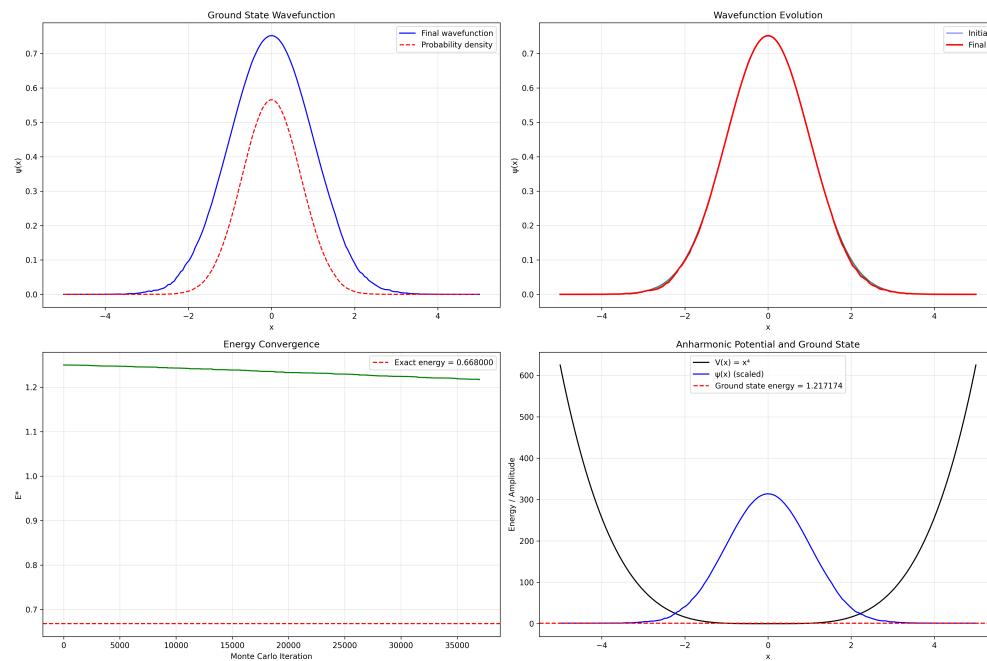 Ground State Wavefunction
Final wavefunction
Probability density
0.7
0.6
0.5
0.4
0.3
0.2
0.1
0.0
ψ(x)
−4
−2
0
2
4
x
Wavefunction Evolution
Initia
Final
0.7
0.6
0.5
0.4
0.3
0.2
0.1
0.0
ψ(x)
−4
−2
0
2
4
x
Energy Convergence
Exact energy = 0.668000
1.2
1.1
1.0
0.9
0.8
0.7
E*
0
5000
10000
15000
20000
25000
30000
35000
Monte Carlo Iteration
Anharmonic Potential and Ground State
V(x) = x⁴
ψ(x) (scaled)
Ground state energy = 1.217174
600
500
400
300
200
100
0
Energy / Amplitude
−4
−2
0
2
4
x